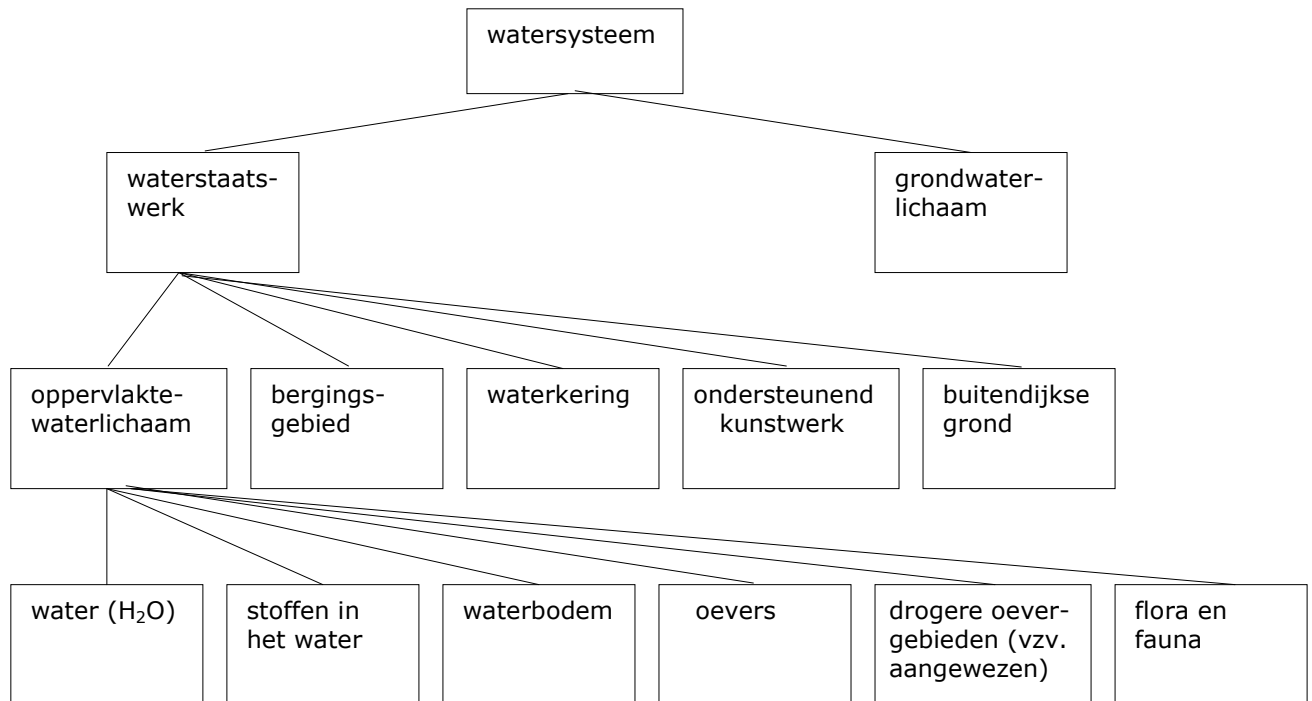 watersysteem
waterstaats-
werk
grondwater-
lichaam
oppervlakte-
waterlichaam
bergings-
gebied
waterkering
ondersteunend
kunstwerk
buitendijkse
grond
water (H₂O)
stoffen in
het water
waterbodem
oevers
drogere oever-
gebieden (vzv.
aangewezen)
flora en
fauna